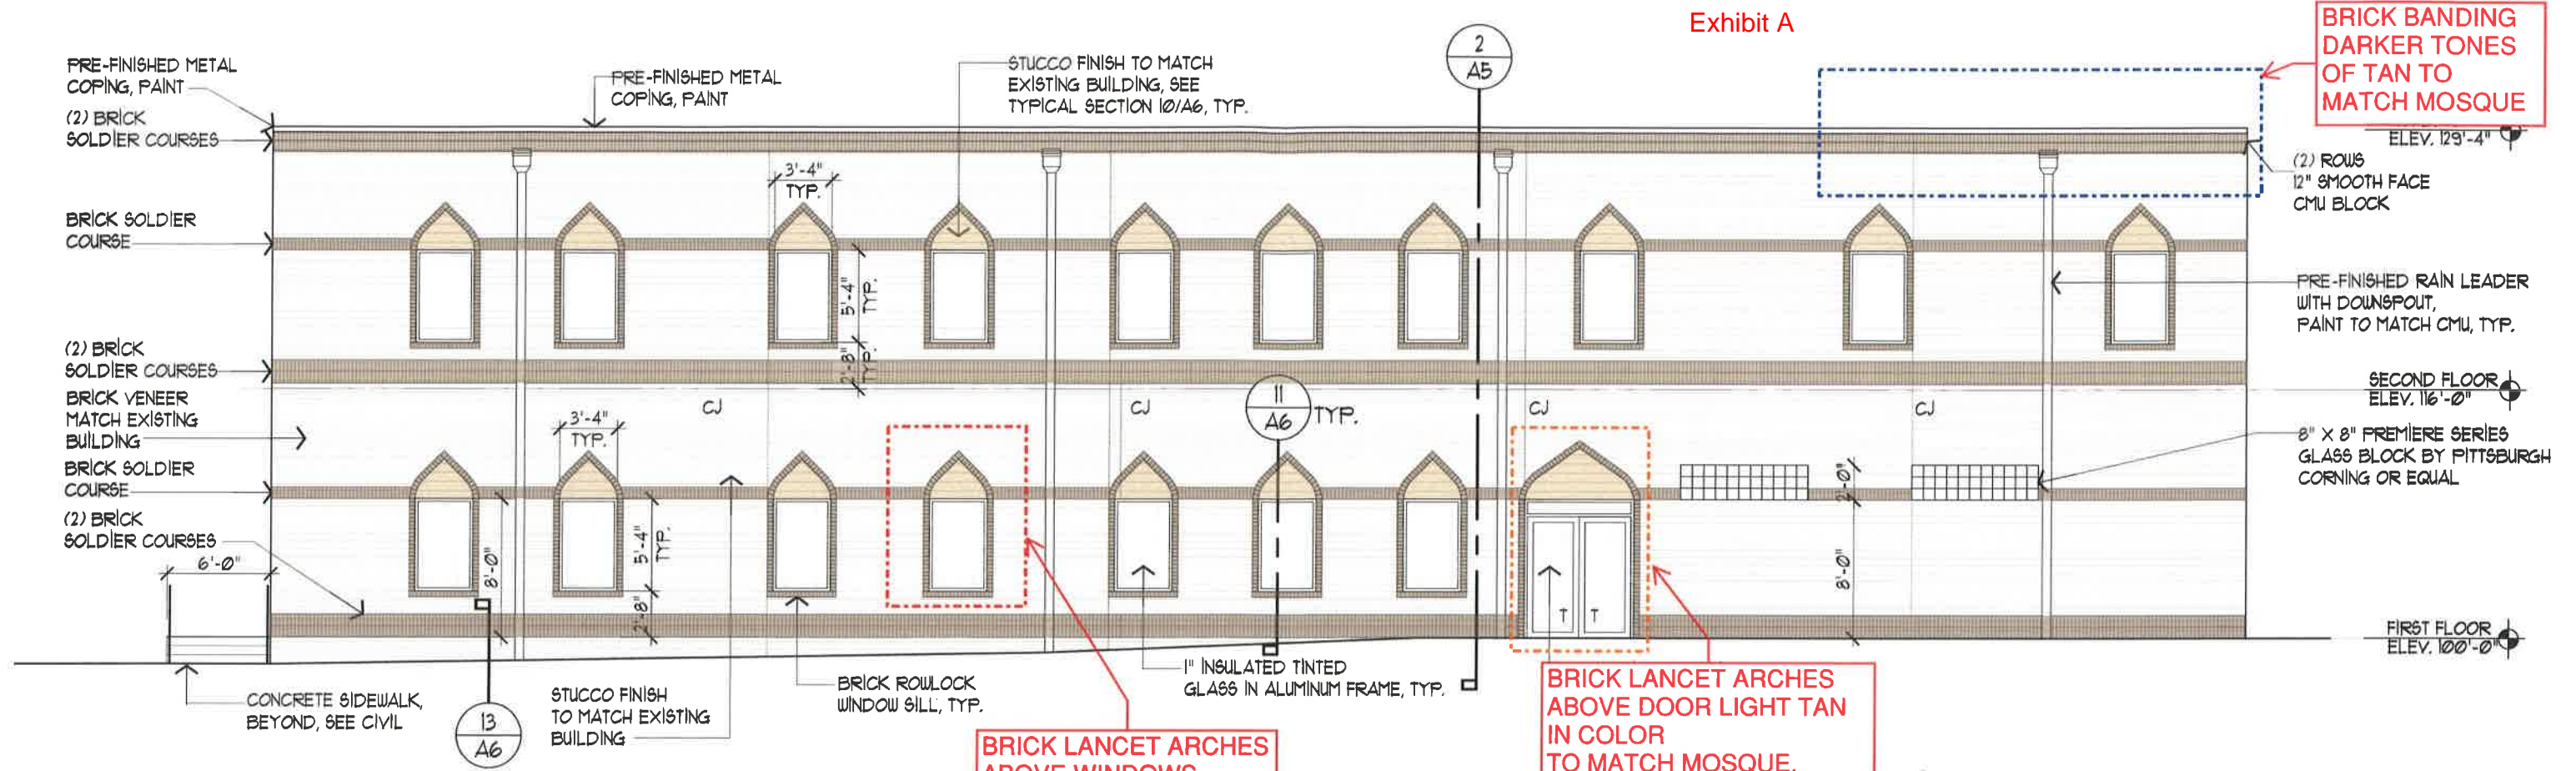 Exhibit A
BRICK BANDING
DARKER TONES
OF TAN TO
MATCH MOSQUE
PRE-FINISHED METAL
COPING, PAINT
(2) BRICK
SOLDIER COURSES
PRE-FINISHED METAL
COPING, PAINT
STUCCO FINISH TO MATCH
EXISTING BUILDING, SEE
TYPICAL SECTION 10/A6, TYP.
2
A5
ELEV. 129'-4"
(2) ROWS
12" SMOOTH FACE
CMU BLOCK
3'-4"
TYP.
BRICK SOLDIER
COURSE
5'-4"
TYP.
2'-8"
TYP.
PRE-FINISHED RAIN LEADER
WITH DOWNSPOUT,
PAINT TO MATCH CMU, TYP.
(2) BRICK
SOLDIER COURSES
BRICK VENEER
MATCH EXISTING
BUILDING
SECOND FLOOR
ELEV. 116'-0"
CJ
CJ
CJ
CJ
11
A6
TYP.
3'-4"
TYP.
8" X 8" PREMIERE SERIES
GLASS BLOCK BY PITTSBURGH
CORNING OR EQUAL
BRICK SOLDIER
COURSE
(2) BRICK
SOLDIER COURSES
6'-0"
8'-0"
5'-4"
TYP.
2'-8"
2'-0"
8'-0"
T T
FIRST FLOOR
ELEV. 100'-0"
CONCRETE SIDEWALK,
BEYOND, SEE CIVIL
13
A6
STUCCO FINISH
TO MATCH EXISTING
BUILDING
BRICK ROWLOCK
WINDOW SILL, TYP.
1" INSULATED TINTED
GLASS IN ALUMINUM FRAME, TYP.
BRICK LANCET ARCHES
ABOVE WINDOWS
BRICK LANCET ARCHES
ABOVE DOOR LIGHT TAN
IN COLOR
TO MATCH MOSQUE.